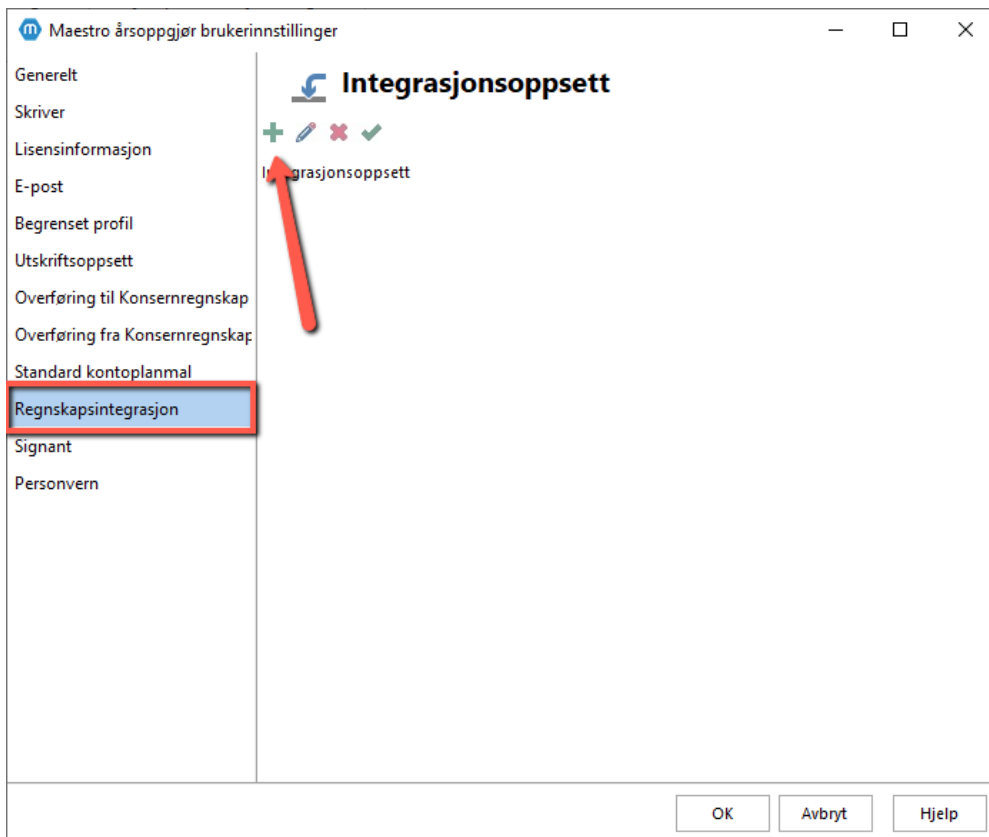 Maestro årsoppgjør brukerinnstillinger
Generelt
Skriver
Lisensinformasjon
E-post
Begrenset profil
Utskriftsoppsett
Overføring til Konsernregnskap
Overføring fra Konsernregnskap
Standard kontoplanmal
Regnskapsintegrasjon
Signant
Personvern
Integrasjonsoppsett
Integrasjonsoppsett
OK Avbryt Hjelp